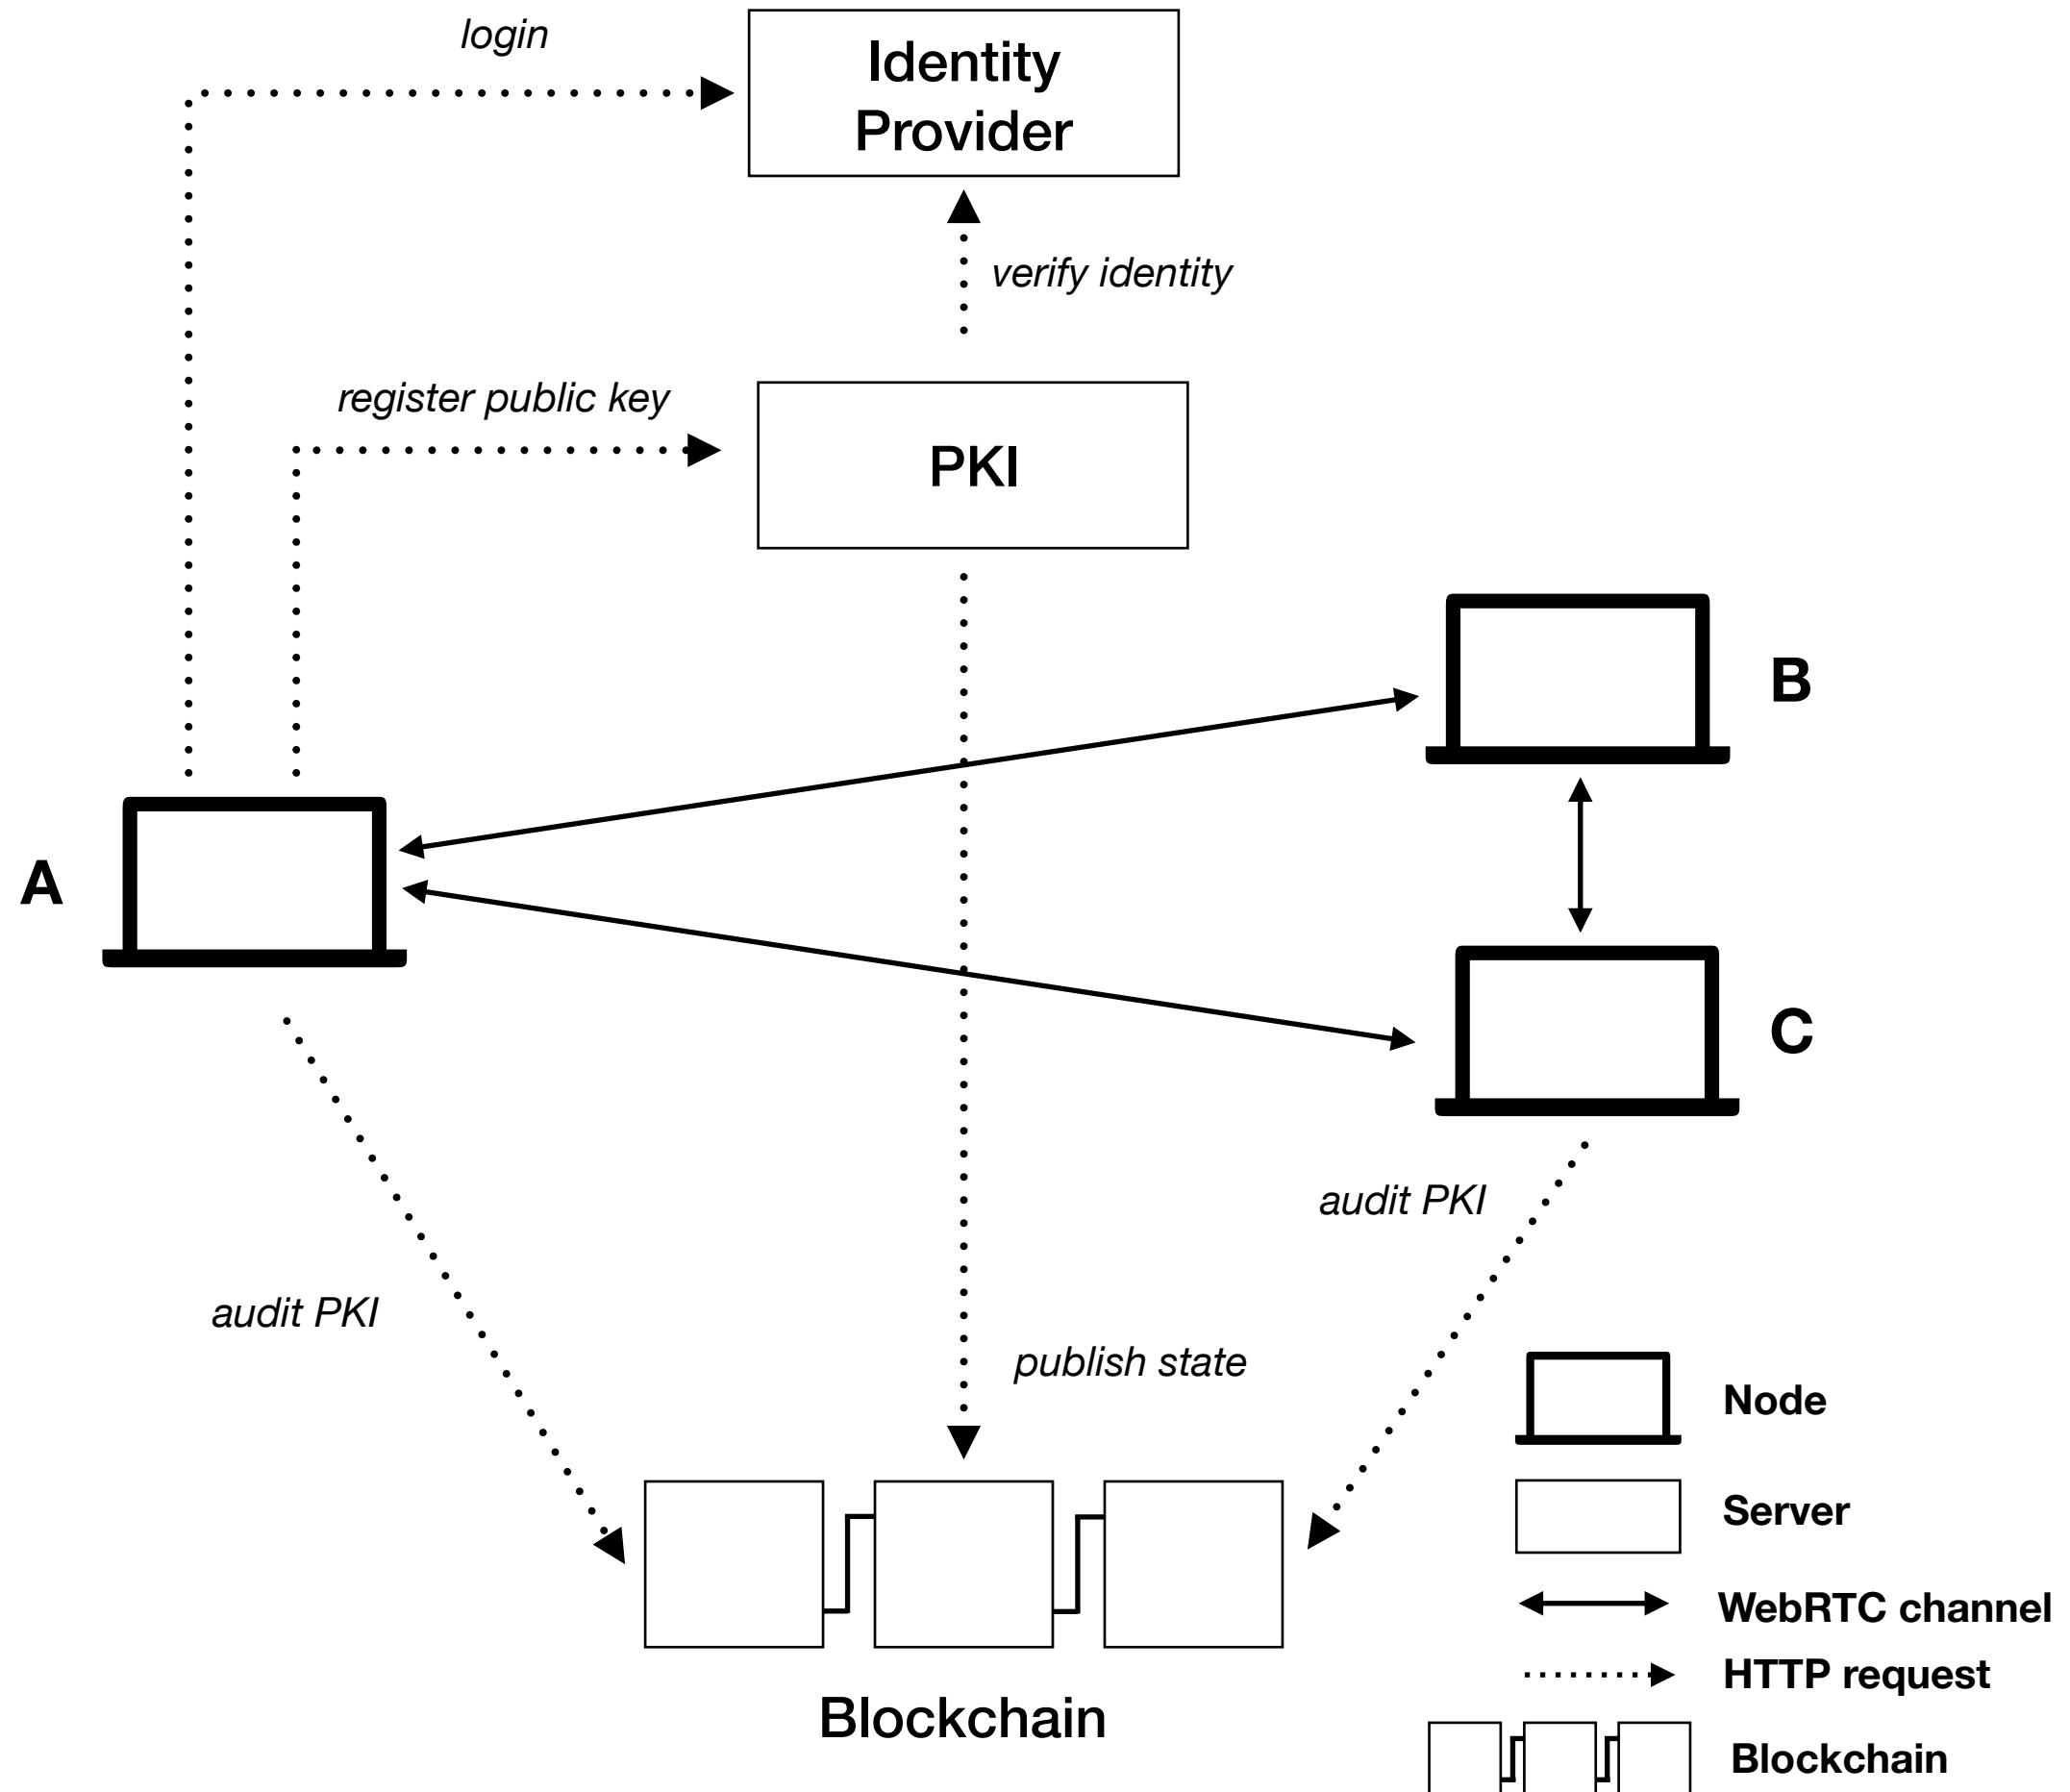 login
Identity
Provider
verify identity
register public key
PKI
B
A
C
audit PKI
audit PKI
publish state
Node
Server
WebRTC channel
HTTP request
Blockchain
Blockchain